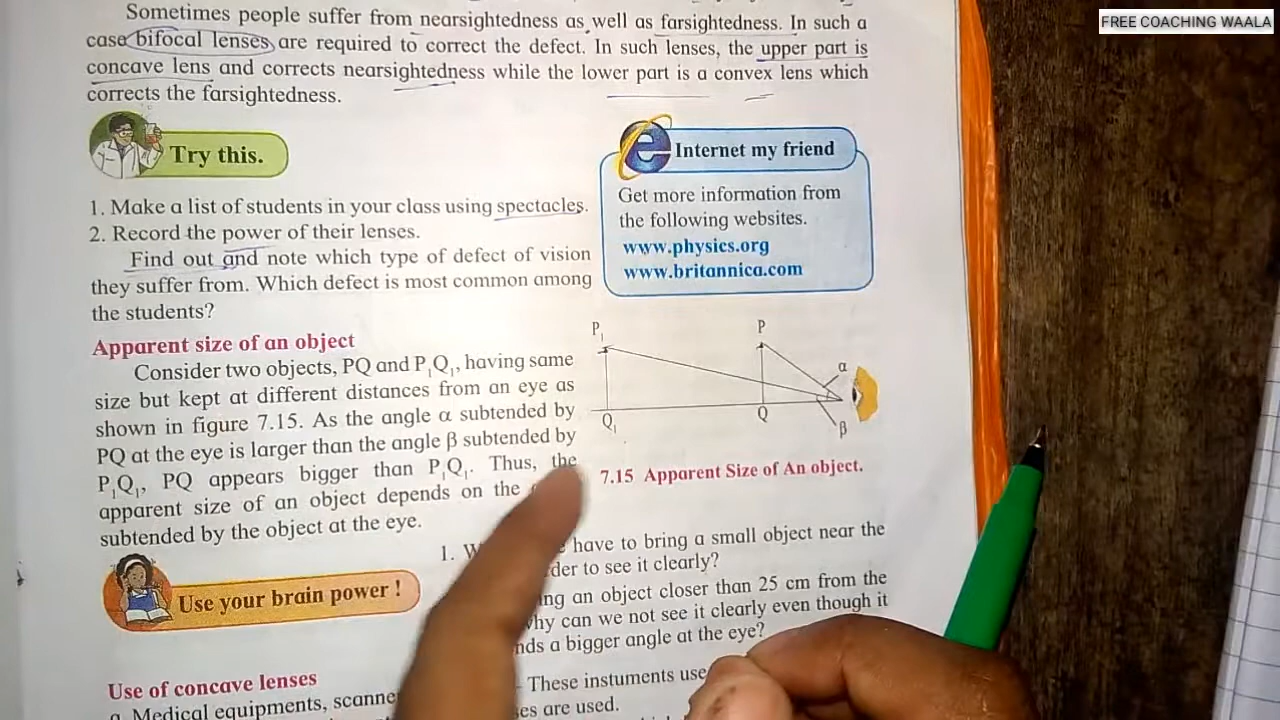 FREE COACHING WAALA
Sometimes people suffer from nearsightedness as well as farsightedness. In such a
case bifocal lenses are required to correct the defect. In such lenses, the upper part is
concave lens and corrects nearsightedness while the lower part is a convex lens which
corrects the farsightedness.
Try this.
1. Make a list of students in your class using spectacles.
2. Record the power of their lenses.
Find out and note which type of defect of vision
they suffer from. Which defect is most common among
the students?
Internet my friend
Get more information from
the following websites.
www.physics.org
www.britannica.com
Apparent size of an object
Consider two objects, PQ and P₁Q₁, having same
size but kept at different distances from an eye as
shown in figure 7.15. As the angle α subtended by
PQ at the eye is larger than the angle β subtended by
P₁Q₁, PQ appears bigger than P₁Q₁. Thus, the
apparent size of an object depends on the
subtended by the object at the eye.
P₁
P
α
Q₁
Q
β
7.15 Apparent Size of An object.
Use your brain power !
1. have to bring a small object near the
to see it clearly?
an object closer than 25 cm from the
why can we not see it clearly even though it
a bigger angle at the eye?
Use of concave lenses
a. Medical equipments, These instuments
are used.